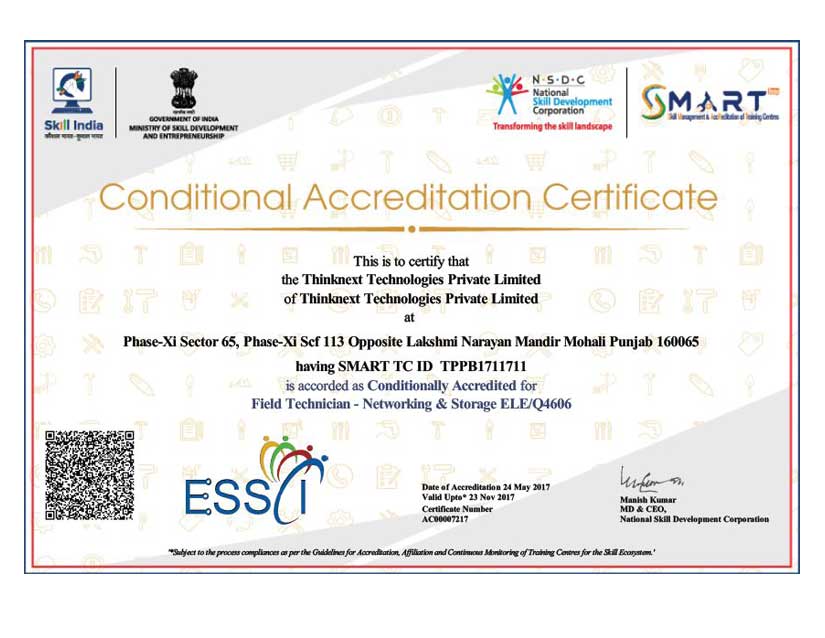 Skill India
कौशल भारत - कुशल भारत
GOVERNMENT OF INDIA
MINISTRY OF SKILL DEVELOPMENT
AND ENTREPRENEURSHIP
N · S · D · C
National
Skill Development
Corporation
Transforming the skill landscape
SMART
Skill Management & Accreditation of Training Centres
Conditional Accreditation Certificate
This is to certify that
the Thinknext Technologies Private Limited
of Thinknext Technologies Private Limited
at
Phase-Xi Sector 65, Phase-Xi Scf 113 Opposite Lakshmi Narayan Mandir Mohali Punjab 160065
having SMART TC ID TPPB1711711
is accorded as Conditionally Accredited for
Field Technician - Networking & Storage ELE/Q4606
ESSCI
Date of Accreditation 24 May 2017
Valid Upto* 23 Nov 2017
Certificate Number
AC00007217
Manish Kumar
MD & CEO,
National Skill Development Corporation
"*Subject to the process compliances as per the Guidelines for Accreditation, Affiliation and Continuous Monitoring of Training Centres for the Skill Ecosystem.'